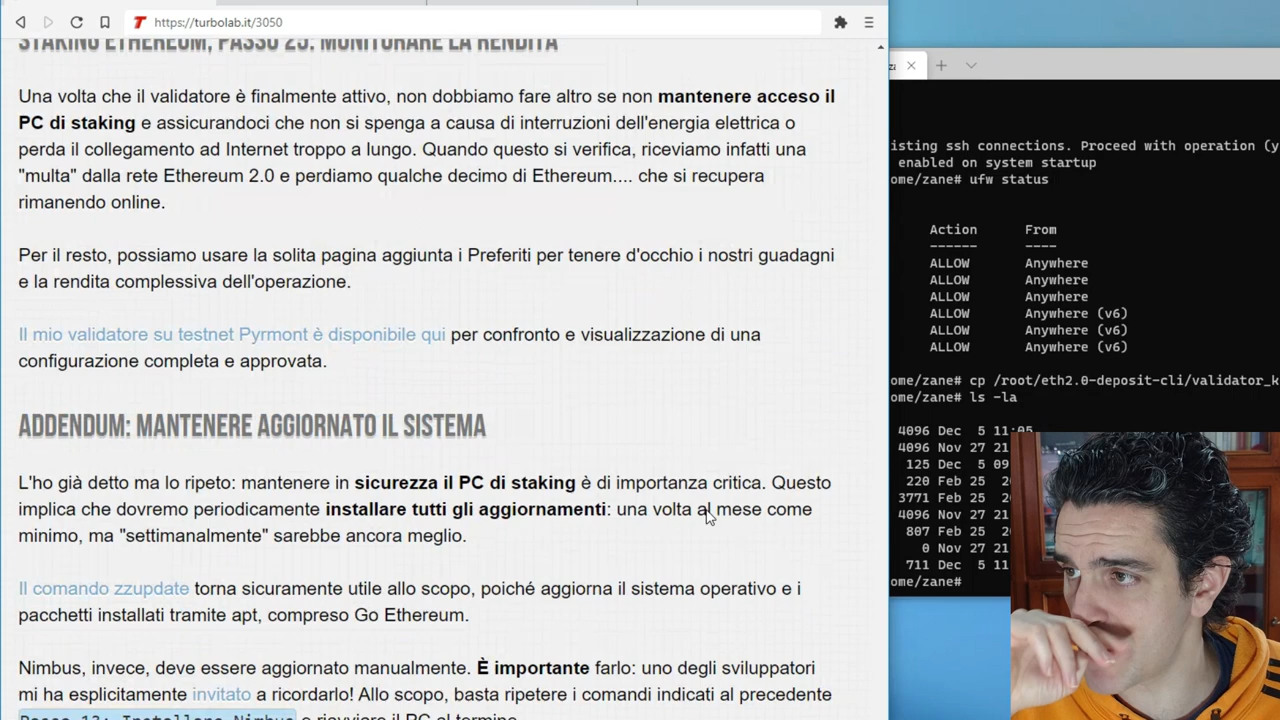 https://turbolab.it/3050
STAKING ETHEREUM, PASSO 25: MONITORARE LA RENDITA
Una volta che il validatore è finalmente attivo, non dobbiamo fare altro se non mantenere acceso il
PC di staking e assicurandoci che non si spenga a causa di interruzioni dell'energia elettrica o
perda il collegamento ad Internet troppo a lungo. Quando questo si verifica, riceviamo infatti una
"multa" dalla rete Ethereum 2.0 e perdiamo qualche decimo di Ethereum.... che si recupera
rimanendo online.
Per il resto, possiamo usare la solita pagina aggiunta i Preferiti per tenere d'occhio i nostri guadagni
e la rendita complessiva dell'operazione.
Il mio validatore su testnet Pyrmont è disponibile qui per confronto e visualizzazione di una
configurazione completa e approvata.
ADDENDUM: MANTENERE AGGIORNATO IL SISTEMA
L'ho già detto ma lo ripeto: mantenere in sicurezza il PC di staking è di importanza critica. Questo
implica che dovremo periodicamente installare tutti gli aggiornamenti: una volta al mese come
minimo, ma "settimanalmente" sarebbe ancora meglio.
Il comando zzupdate torna sicuramente utile allo scopo, poiché aggiorna il sistema operativo e i
pacchetti installati tramite apt, compreso Go Ethereum.
Nimbus, invece, deve essere aggiornato manualmente. È importante farlo: uno degli sviluppatori
mi ha esplicitamente invitato a ricordarlo! Allo scopo, basta ripetere i comandi indicati al precedente
Passo 13: Installare Nimbus e riavviare il PC al termine.
isting ssh connections. Proceed with operation (y
enabled on system startup
ome/zane# ufw status
Action From
------ ----
ALLOW Anywhere
ALLOW Anywhere
ALLOW Anywhere
ALLOW Anywhere (v6)
ALLOW Anywhere (v6)
ALLOW Anywhere (v6)
ome/zane# cp /root/eth2.0-deposit-cli/validator_k
ome/zane# ls -la
4096 Dec 5 11:05
4096 Nov 27 21
125 Dec 5 09
220 Feb 25 20
3771 Feb 25 20
4096 Nov 27 21
807 Feb 25 20
0 Nov 27 21
711 Dec 5 11
ome/zane#